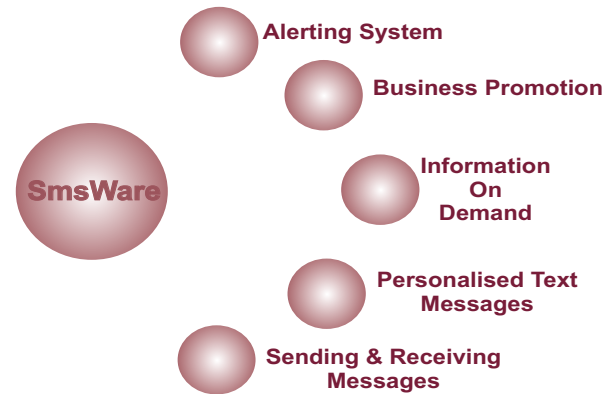 Alerting System
Business Promotion
SmsWare
Information
On
Demand
Personalised Text
Messages
Sending & Receiving
Messages